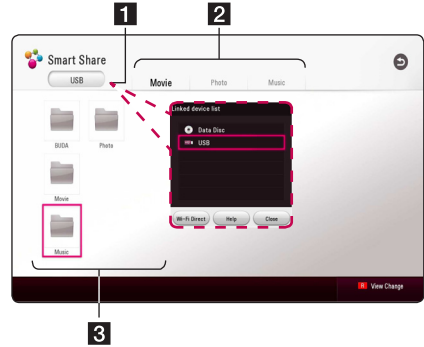 1
2
Smart Share
USB
Movie
Photo
Music
Linked device list
Data Disc
USB
BUDA
Photo
Movie
Wi-Fi Direct
Help
Close
Music
R View Change
3